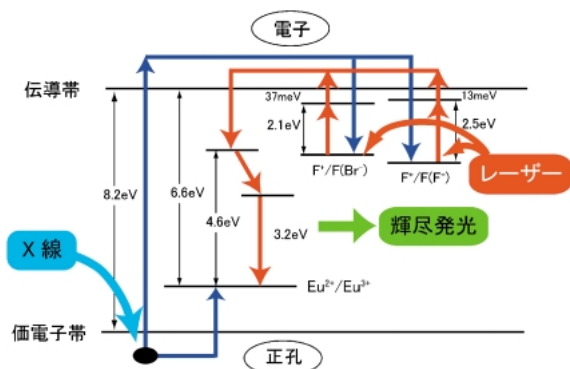 電子
伝導帯
37meV
13meV
2.1eV
2.5eV
F⁺/F(Br⁻)
F⁺/F(F⁻)
レーザー
8.2eV
6.6eV
4.6eV
3.2eV
輝尽発光
X 線
Eu²⁺/Eu³⁺
価電子帯
正孔